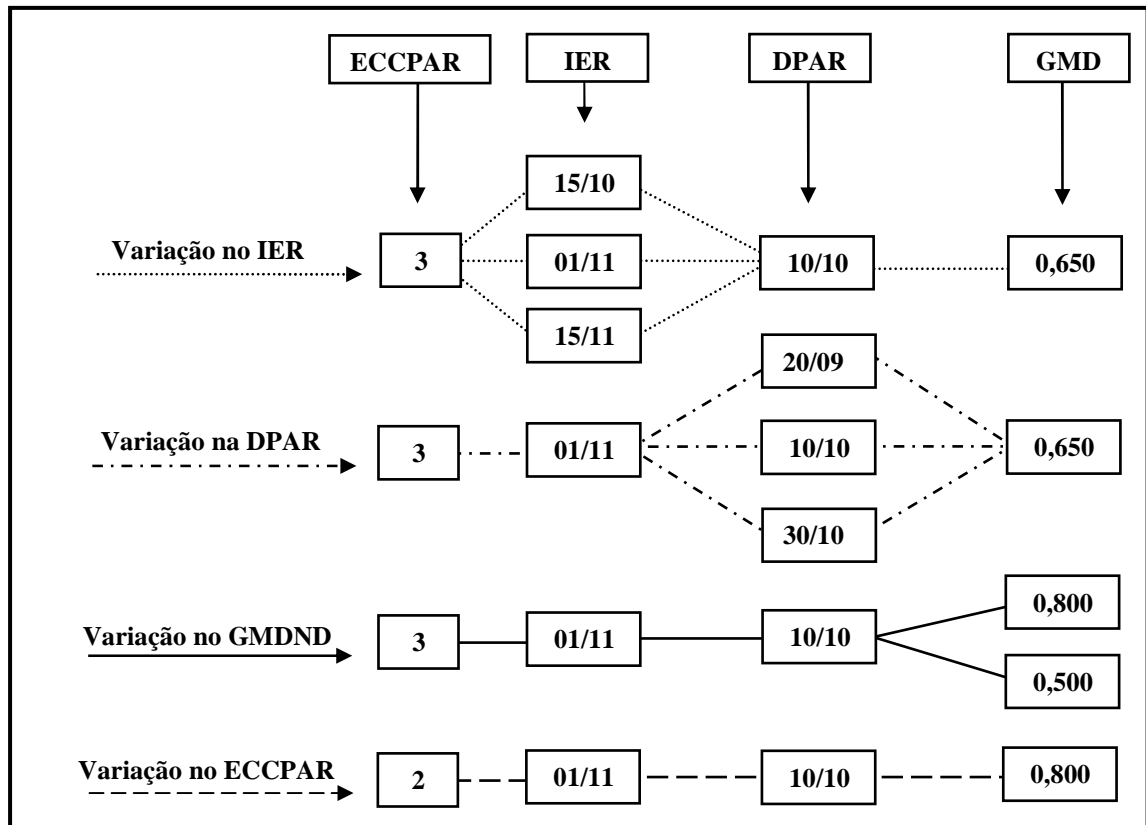 ECCPAR
IER
DPAR
GMD
15/10
Variação no IER
3
01/11
10/10
0,650
15/11
20/09
Variação na DPAR
3
01/11
10/10
0,650
30/10
0,800
Variação no GMDND
3
01/11
10/10
0,500
Variação no ECCPAR
2
01/11
10/10
0,800